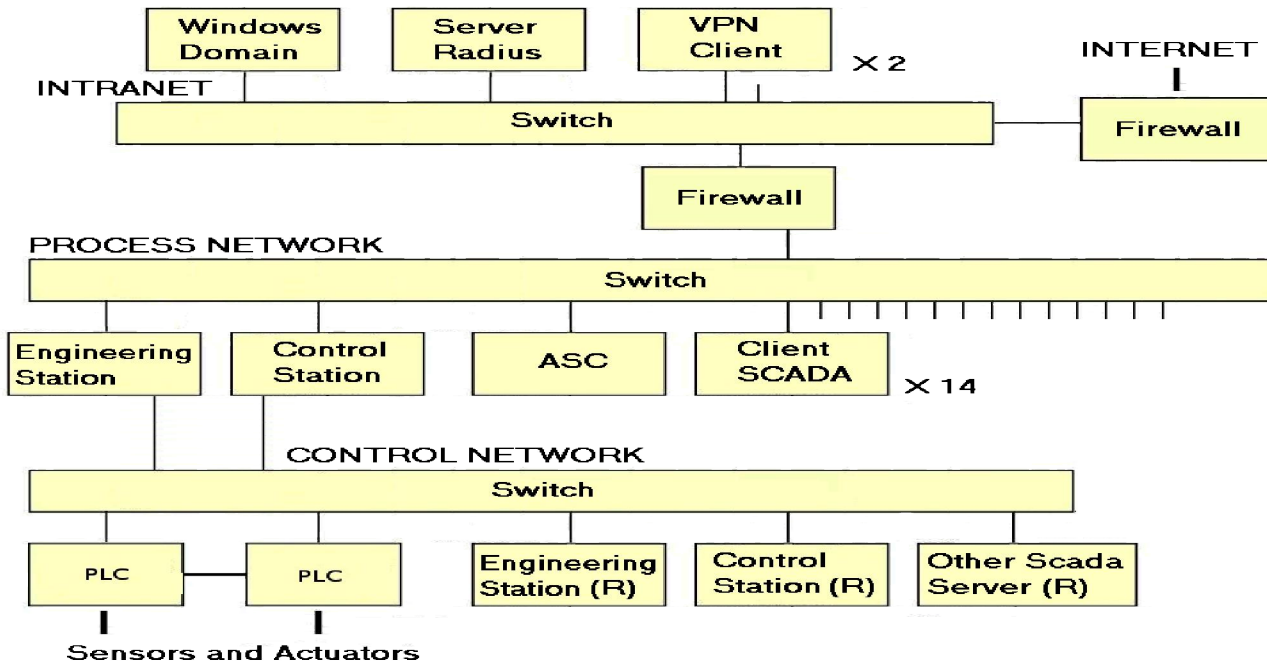 Windows
Domain
Server
Radius
VPN
Client
X 2
INTERNET
INTRANET
Switch
Firewall
Firewall
PROCESS NETWORK
Switch
Engineering
Station
Control
Station
ASC
Client
SCADA
X 14
CONTROL NETWORK
Switch
PLC
PLC
Engineering
Station (R)
Control
Station (R)
Other Scada
Server (R)
Sensors and Actuators